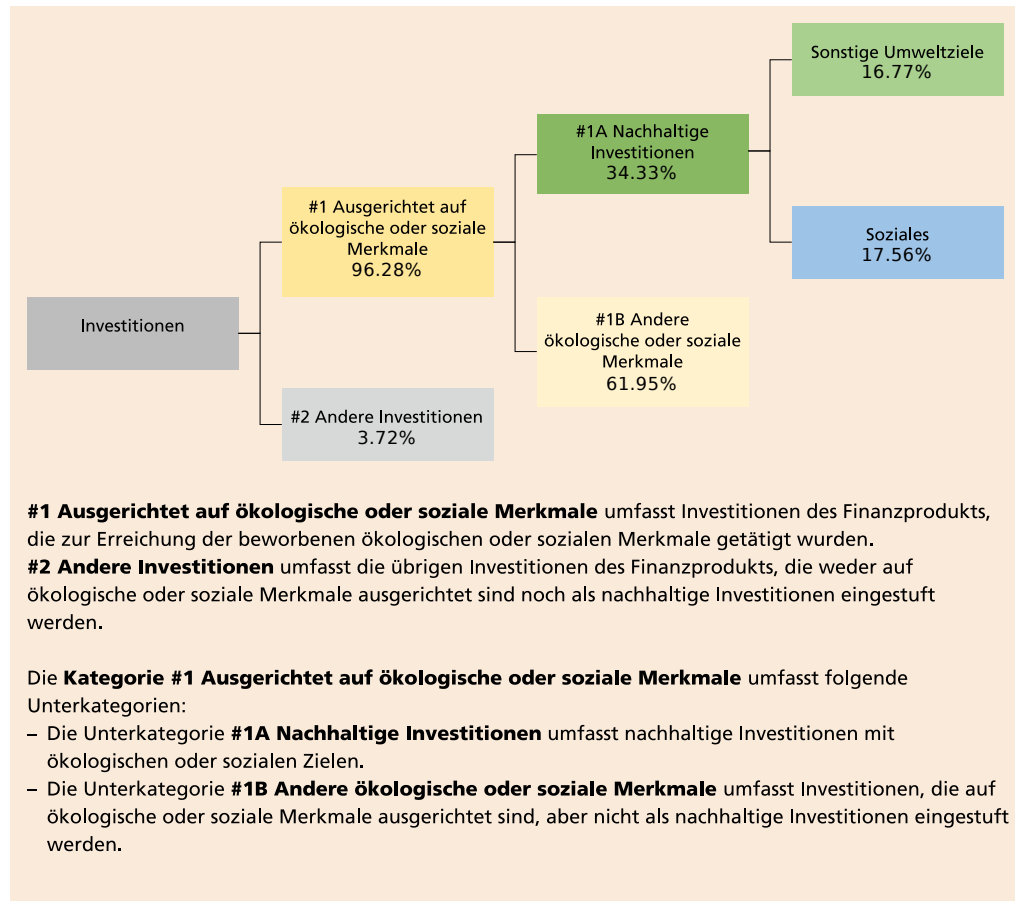 Sonstige Umweltziele
16.77%
#1A Nachhaltige
Investitionen
34.33%
#1 Ausgerichtet auf
ökologische oder soziale
Merkmale
96.28%
Soziales
17.56%
Investitionen
#1B Andere
ökologische oder soziale
Merkmale
61.95%
#2 Andere Investitionen
3.72%
#1 Ausgerichtet auf ökologische oder soziale Merkmale umfasst Investitionen des Finanzprodukts,
die zur Erreichung der beworbenen ökologischen oder sozialen Merkmale getätigt wurden.
#2 Andere Investitionen umfasst die übrigen Investitionen des Finanzprodukts, die weder auf
ökologische oder soziale Merkmale ausgerichtet sind noch als nachhaltige Investitionen eingestuft
werden.
Die Kategorie #1 Ausgerichtet auf ökologische oder soziale Merkmale umfasst folgende
Unterkategorien:
– Die Unterkategorie #1A Nachhaltige Investitionen umfasst nachhaltige Investitionen mit
ökologischen oder sozialen Zielen.
– Die Unterkategorie #1B Andere ökologische oder soziale Merkmale umfasst Investitionen, die auf
ökologische oder soziale Merkmale ausgerichtet sind, aber nicht als nachhaltige Investitionen eingestuft
werden.